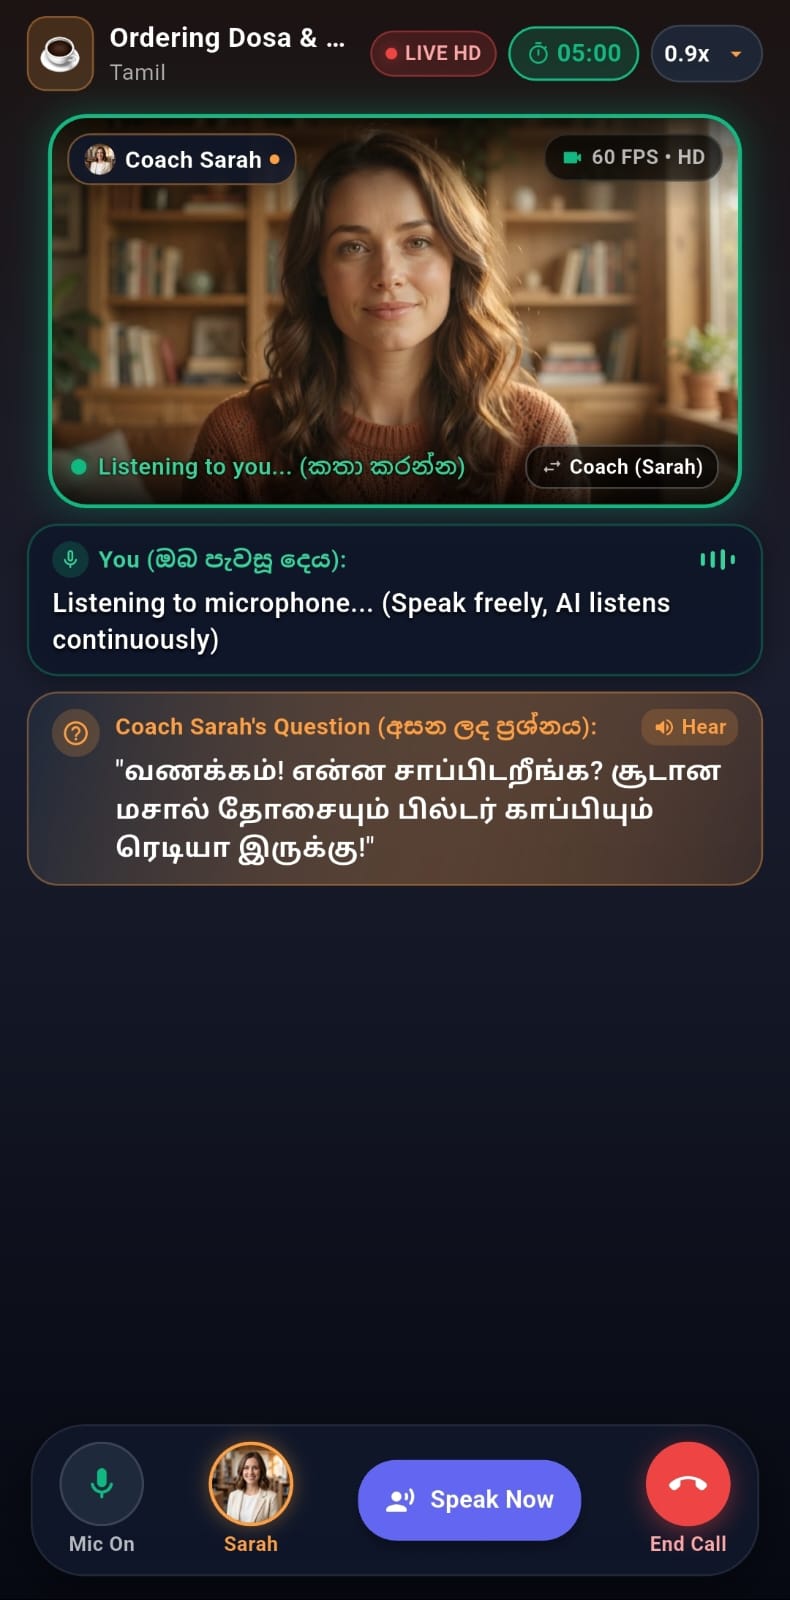 Ordering Dosa & ...
Tamil
LIVE HD
05:00
0.9x
Coach Sarah
60 FPS • HD
Listening to you... (කතා කරන්න)
Coach (Sarah)
You (ඔබ පැවසූ දෙය):
Listening to microphone... (Speak freely, AI listens
continuously)
Coach Sarah's Question (අසන ලද ප්‍රශ්නය):
Hear
"வணக்கம்! என்ன சாப்பிடறீங்க? சூடான
மசால் தோசையும் பில்டர் காப்பியும்
ரெடியா இருக்கு!"
Mic On
Sarah
Speak Now
End Call